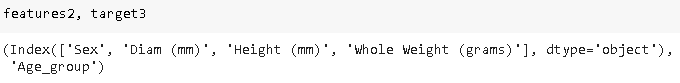 features2, target3
(Index(['Sex', 'Diam (mm)', 'Height (mm)', 'Whole Weight (grams)'], dtype='object'),
'Age_group')